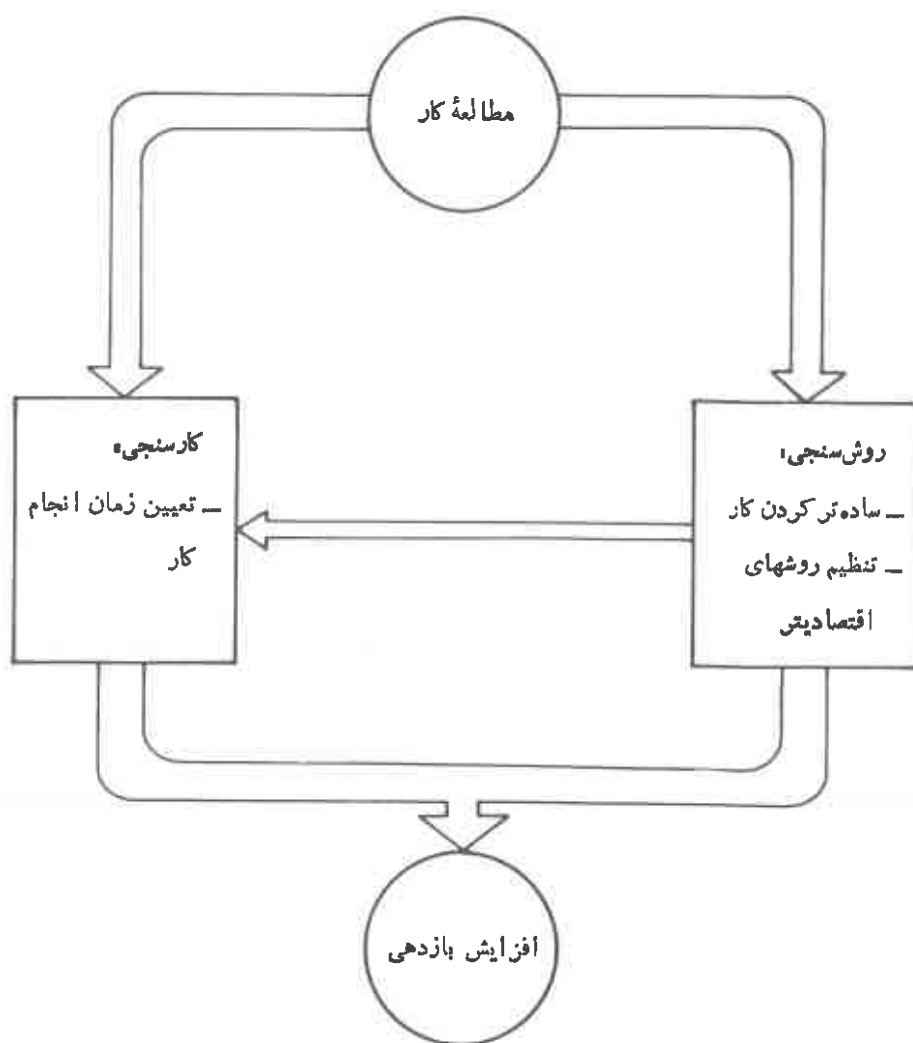 مطالعهٔ کار
روش‌سنجی:
– ساده‌تر کردن کار
– تنظیم روشهای
اقتصادیتر
کارسنجی:
– تعیین زمان انجام
کار
افزایش بازدهی